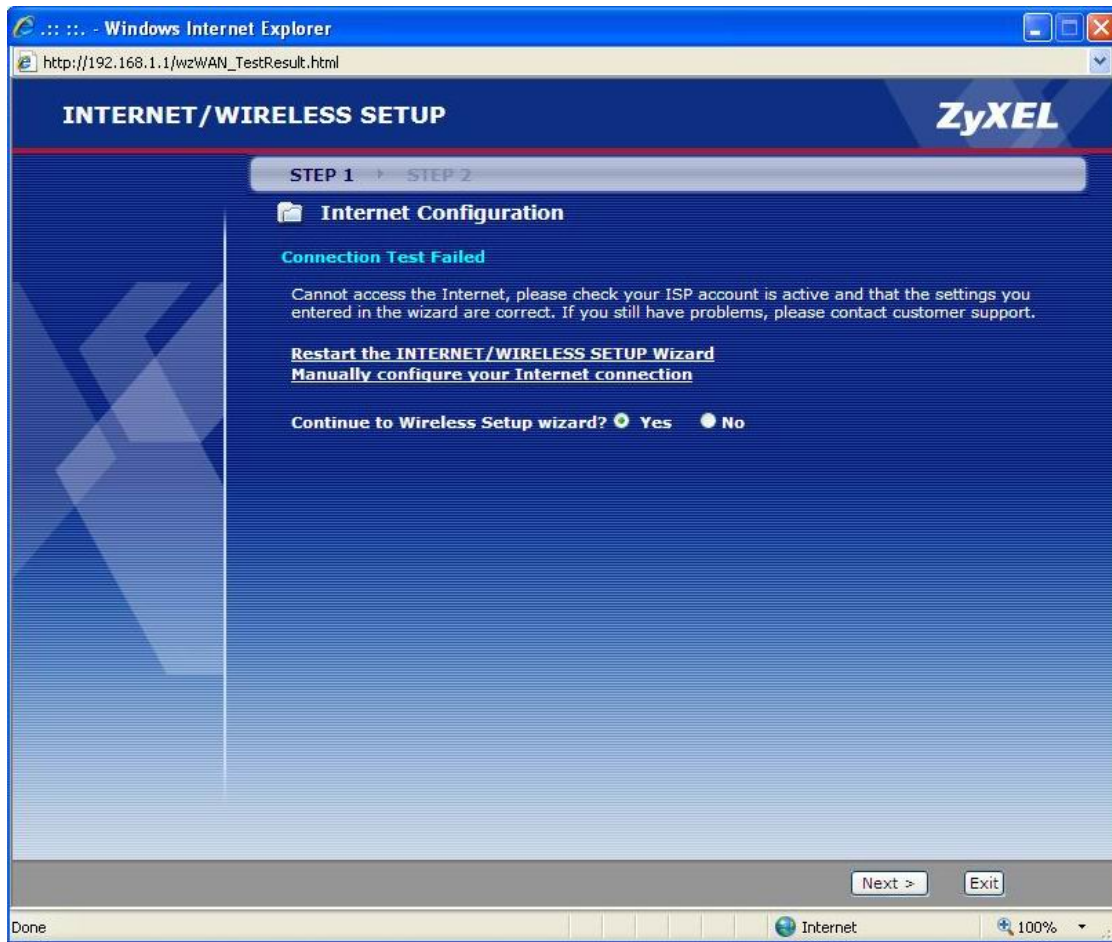 .:: ::. - Windows Internet Explorer
http://192.168.1.1/wzWAN_TestResult.html
INTERNET/WIRELESS SETUP
ZyXEL
STEP 1 STEP 2
Internet Configuration
Connection Test Failed
Cannot access the Internet, please check your ISP account is active and that the settings you
entered in the wizard are correct. If you still have problems, please contact customer support.
Restart the INTERNET/WIRELESS SETUP Wizard
Manually configure your Internet connection
Continue to Wireless Setup wizard? Yes No
Next > Exit
Done Internet 100%